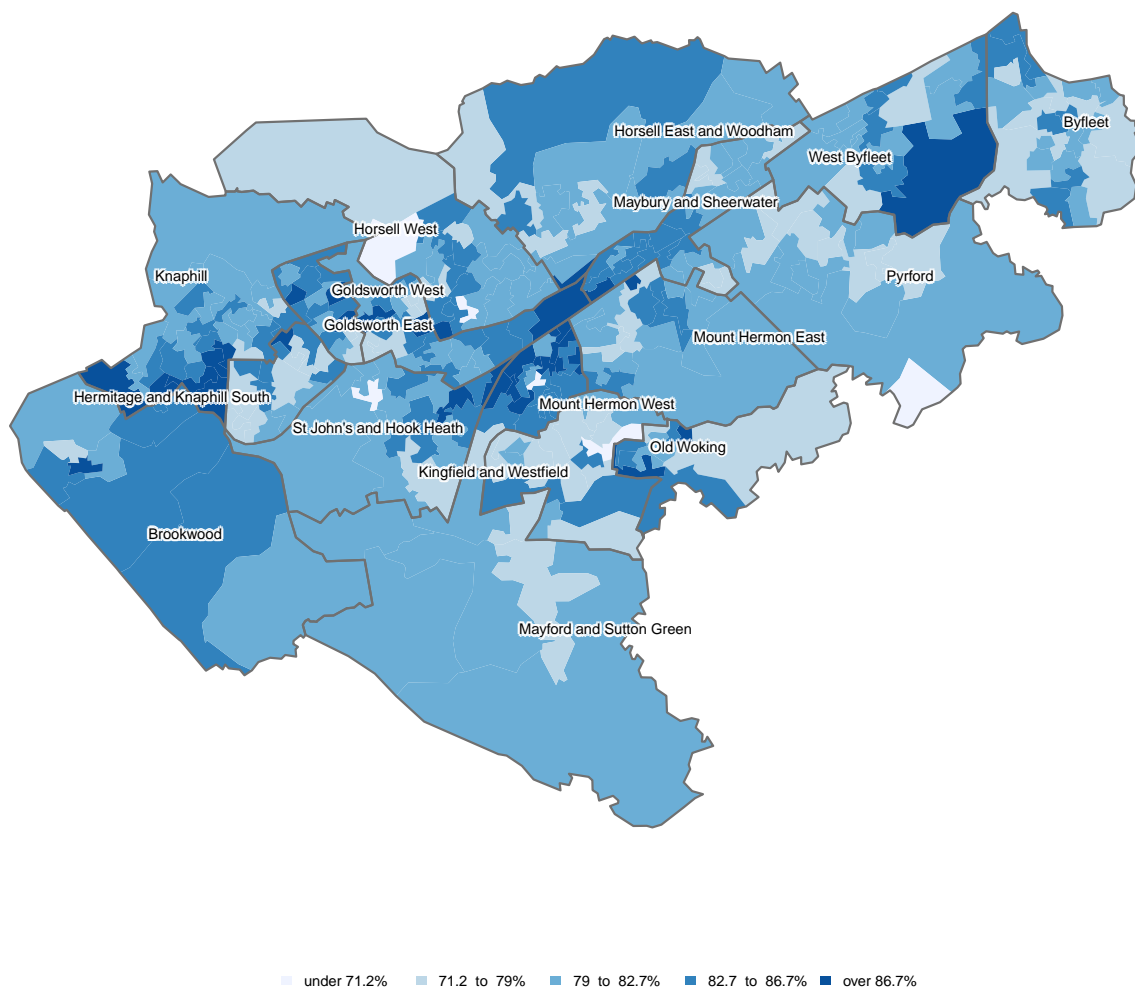 Byfleet
Horsell East and Woodham
West Byfleet
Maybury and Sheerwater
Horsell West
Knaphill
Pyrford
Goldsworth West
Goldsworth East
Mount Hermon East
Hermitage and Knaphill South
Mount Hermon West
St John's and Hook Heath
Old Woking
Kingfield and Westfield
Brookwood
Mayford and Sutton Green
under 71.2% 71.2 to 79% 79 to 82.7% 82.7 to 86.7% over 86.7%